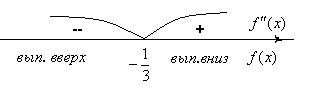 -- + f''(x)
вып. вверх -1/3 вып.вниз f(x)